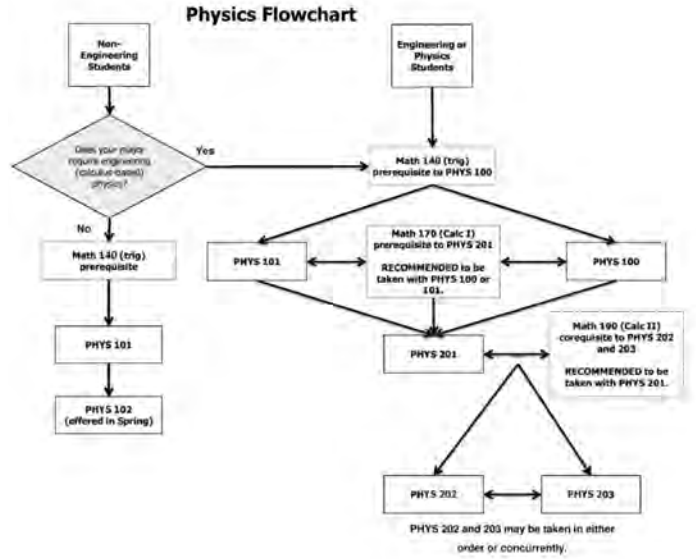 Physics Flowchart
Non-
Engineering
Students
Engineering or
Physics
Students
Does your major
require engineering
(calculus-based)
physics?
Yes
No
Math 140 (trig)
prerequisite to PHYS 100
Math 140 (trig)
prerequisite
PHYS 101
Math 170 (Calc I)
prerequisite to PHYS 201
RECOMMENDED to be
taken with PHYS 100 or
101.
PHYS 100
PHYS 101
PHYS 201
Math 190 (Calc II)
corequisite to PHYS 202
and 203
RECOMMENDED to be
taken with PHYS 201.
PHYS 102
(offered in Spring)
PHYS 202
PHYS 203
PHYS 202 and 203 may be taken in either
order or concurrently.